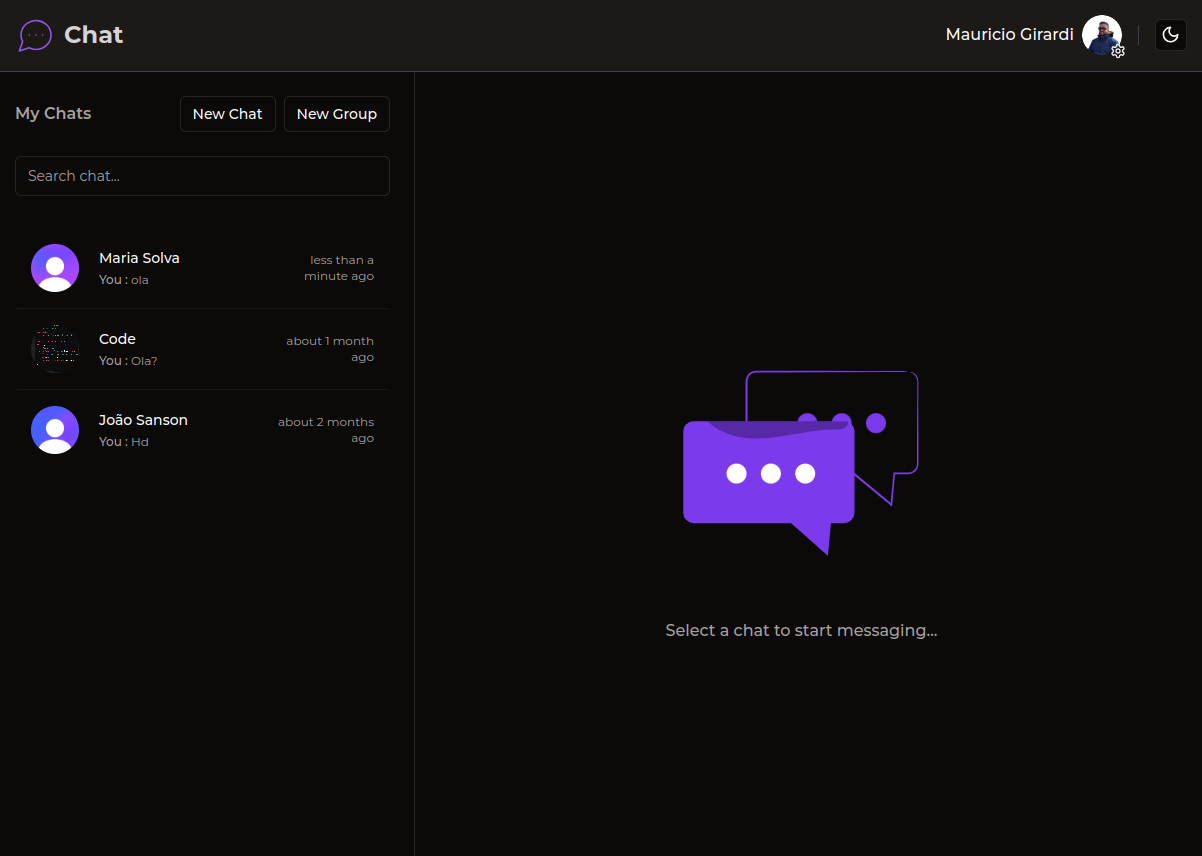 Chat
Mauricio Girardi
My Chats
New Chat
New Group
Search chat...
Maria Solva
You : ola
less than a
minute ago
Code
You : Ola?
about 1 month
ago
João Sanson
You : Hd
about 2 months
ago
Select a chat to start messaging...